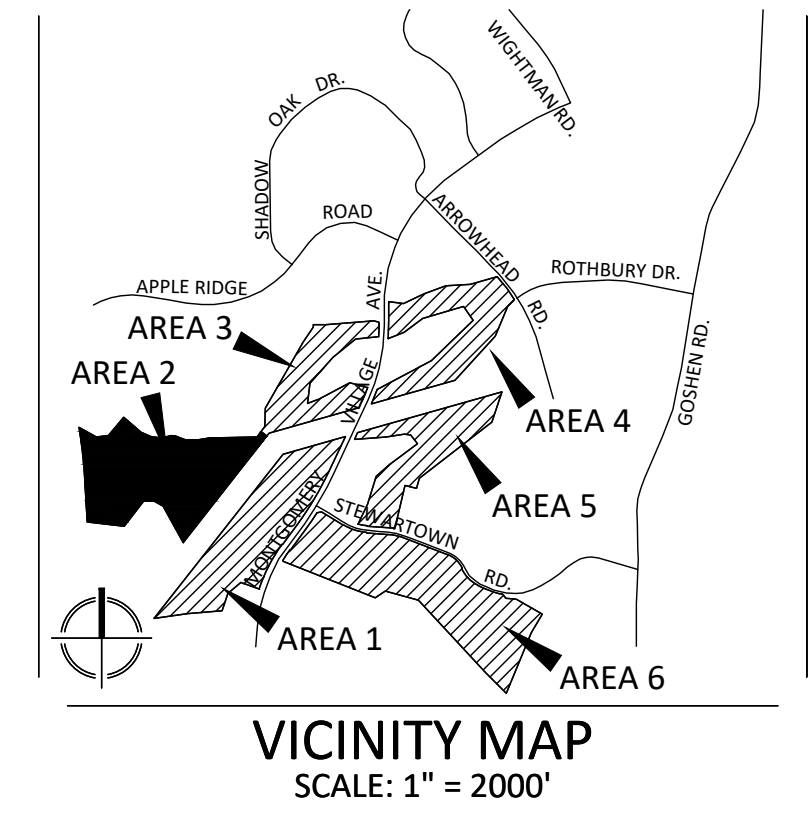 WIGHTMAN RD.
SHADOW OAK DR.
APPLE RIDGE ROAD
ARROWHEAD RD.
ROTHBURY DR.
GOSHEN RD.
MONTGOMERY VILLAGE AVE.
AREA 3
AREA 2
AREA 4
AREA 5
STEWARTOWN RD.
AREA 1
AREA 6
VICINITY MAP
SCALE: 1" = 2000'